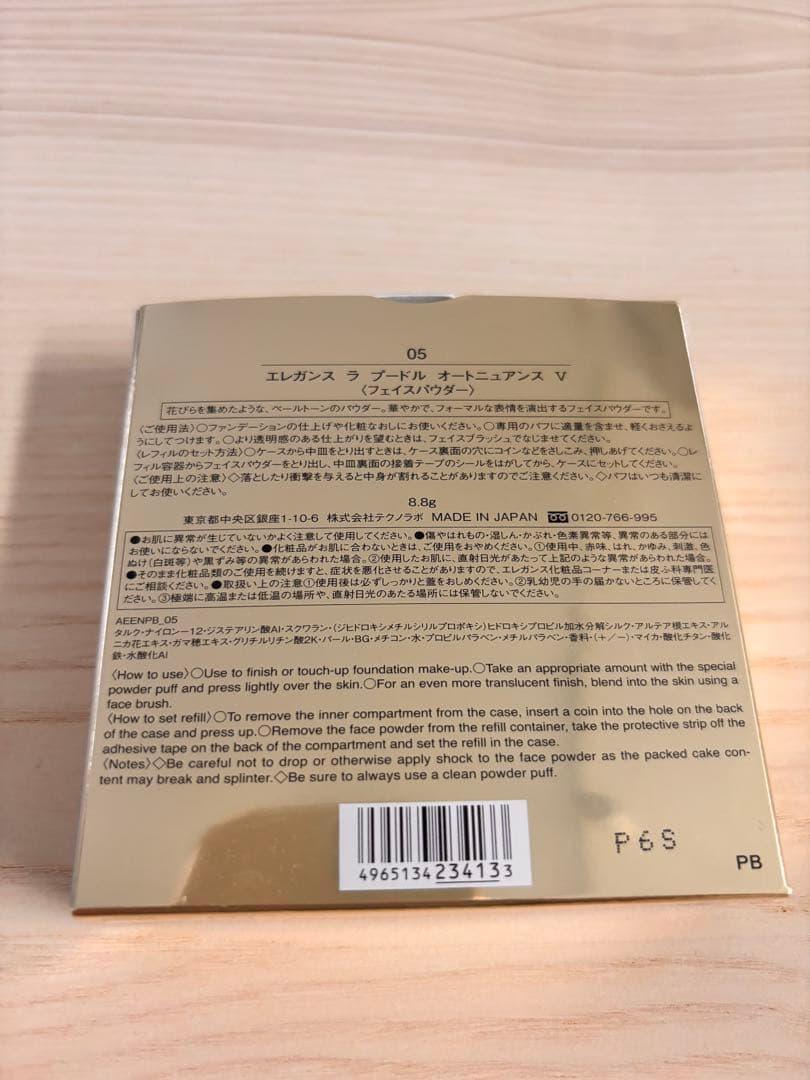 05
エレガンス ラ プードル オートニュアンス V
〈フェイスパウダー〉
花びらを集めたような、ペールトーンのパウダー。華やかで、フォーマルな表情を演出するフェイスパウダーです。
〈ご使用法〉○ファンデーションの仕上げや化粧なおしにお使いください。○専用のパフに適量を含ませ、軽くおさえるよ
うにしてつけます。○より透明感のある仕上がりを望むときは、フェイスブラッシュでなじませてください。
〈レフィルのセット方法〉○ケースから中皿をとり出すときは、ケース裏面の穴にコインなどをさしこみ、押しあげてください。○レ
フィル容器からフェイスパウダーをとり出し、中皿裏面の接着テープのシールをはがしてから、ケースにセットしてください。
〈ご使用上の注意〉◇落としたり衝撃を与えると中身が割れることがありますのでご注意ください。◇パフはいつも清潔に
してお使いください。
8.8g
東京都中央区銀座1-10-6 株式会社テクノラボ MADE IN JAPAN 0120-766-995
●お肌に異常が生じていないかよく注意して使用してください。●傷やはれもの・湿しん・かぶれ・色素異常等、異常のある部分には
お使いにならないでください。●化粧品がお肌に合わないときは、ご使用をおやめください。①使用中、赤味、はれ、かゆみ、刺激、色
ぬけ(白斑等)や黒ずみ等の異常があらわれた場合。②使用したお肌に、直射日光があたって上記のような異常があらわれた場合。
●そのまま化粧品類のご使用を続けますと、症状を悪化させることがありますので、エレガンス化粧品コーナーまたは皮ふ科専門医
にご相談ください。●取扱い上の注意①使用後は必ずしっかりと蓋をおしめください。②乳幼児の手の届かないところに保管してく
ださい。③極端に高温または低温の場所や、直射日光のあたる場所には保管しないでください。
AEENPB_05
タルク・ナイロン-12・ジステアリン酸Al・スクワラン・(ジヒドロキシメチルシリルプロポキシ)ヒドロキシプロピル加水分解シルク・アルテア根エキス・アル
ニカ花エキス・ガマ穂エキス・グリチルリチン酸2K・パール・BG・メチコン・水・プロピルパラベン・メチルパラベン・香料・(+/-)・マイカ・酸化チタン・酸化
鉄・水酸化Al
〈How to use〉○Use to finish or touch-up foundation make-up.○Take an appropriate amount with the special
powder puff and press lightly over the skin.○For an even more translucent finish, blend into the skin using a
face brush.
〈How to set refill〉○To remove the inner compartment from the case, insert a coin into the hole on the back
of the case and press up.○Remove the face powder from the refill container, take the protective strip off the
adhesive tape on the back of the compartment and set the refill in the case.
〈Notes〉◇Be careful not to drop or otherwise apply shock to the face powder as the packed cake con-
tent may break and splinter.◇Be sure to always use a clean powder puff.
4965134234133
P6S
PB